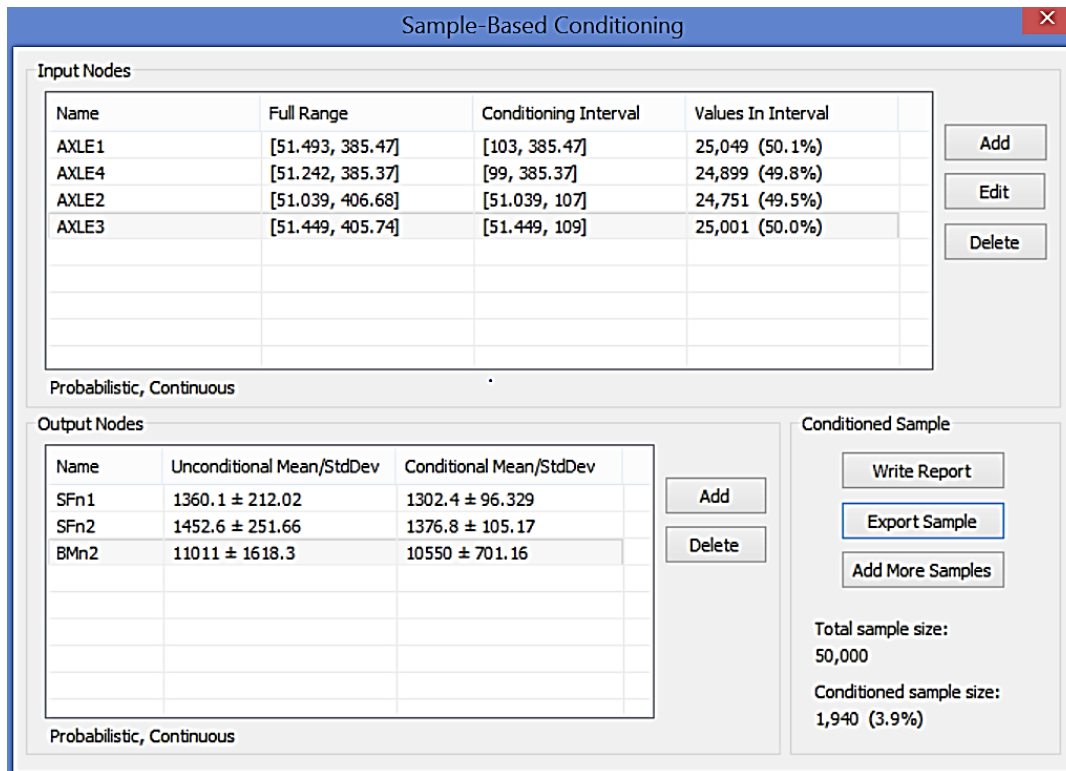 Sample-Based Conditioning
Input Nodes
Name Full Range Conditioning Interval Values In Interval
AXLE1 [51.493, 385.47] [103, 385.47] 25,049 (50.1%)
AXLE4 [51.242, 385.37] [99, 385.37] 24,899 (49.8%)
AXLE2 [51.039, 406.68] [51.039, 107] 24,751 (49.5%)
AXLE3 [51.449, 405.74] [51.449, 109] 25,001 (50.0%)
Add
Edit
Delete
Probabilistic, Continuous
Output Nodes
Name Unconditional Mean/StdDev Conditional Mean/StdDev
SFn1 1360.1 ± 212.02 1302.4 ± 96.329
SFn2 1452.6 ± 251.66 1376.8 ± 105.17
BMn2 11011 ± 1618.3 10550 ± 701.16
Add
Delete
Probabilistic, Continuous
Conditioned Sample
Write Report
Export Sample
Add More Samples
Total sample size:
50,000
Conditioned sample size:
1,940 (3.9%)